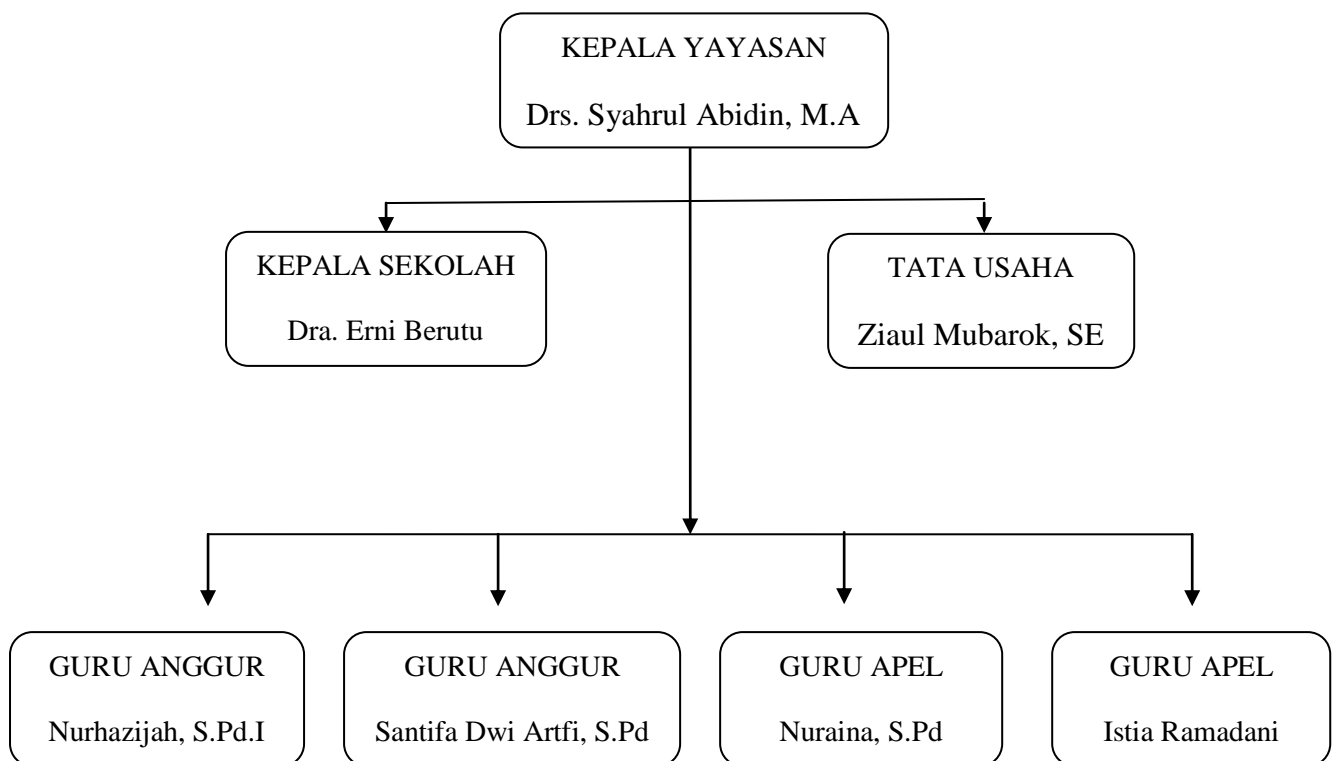 KEPALA YAYASAN
Drs. Syahrul Abidin, M.A
KEPALA SEKOLAH
Dra. Erni Berutu
TATA USAHA
Ziaul Mubarok, SE
GURU ANGGUR
Nurhazijah, S.Pd.I
GURU ANGGUR
Santifa Dwi Artfi, S.Pd
GURU APEL
Nuraina, S.Pd
GURU APEL
Istia Ramadani